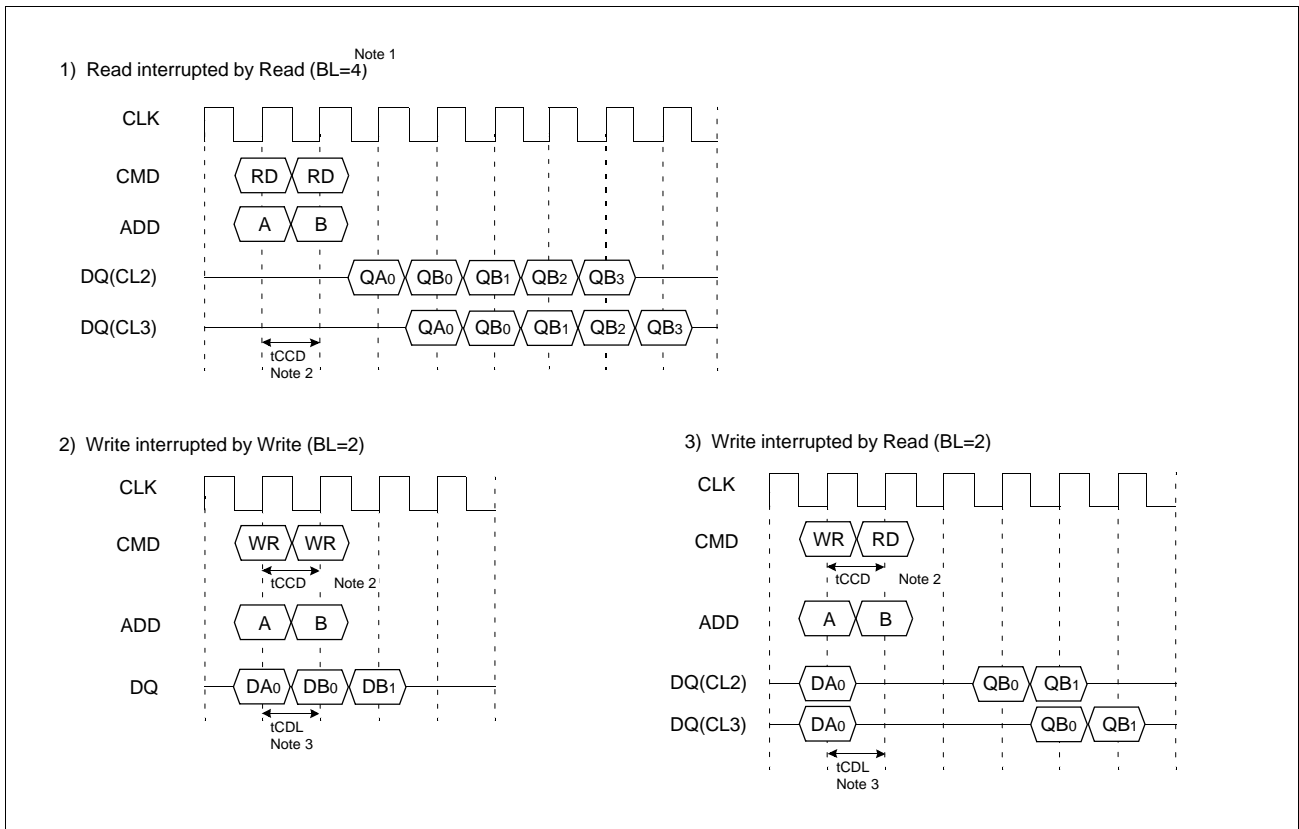 Note 1
1) Read interrupted by Read (BL=4)
CLK
CMD RD RD
ADD A B
DQ(CL2) QA0 QB0 QB1 QB2 QB3
DQ(CL3) QA0 QB0 QB1 QB2 QB3
tCCD
Note 2
2) Write interrupted by Write (BL=2)
CLK
CMD WR WR
tCCD Note 2
ADD A B
DQ DA0 DB0 DB1
tCDL
Note 3
3) Write interrupted by Read (BL=2)
CLK
CMD WR RD
tCCD Note 2
ADD A B
DQ(CL2) DA0 QB0 QB1
DQ(CL3) DA0 QB0 QB1
tCDL
Note 3